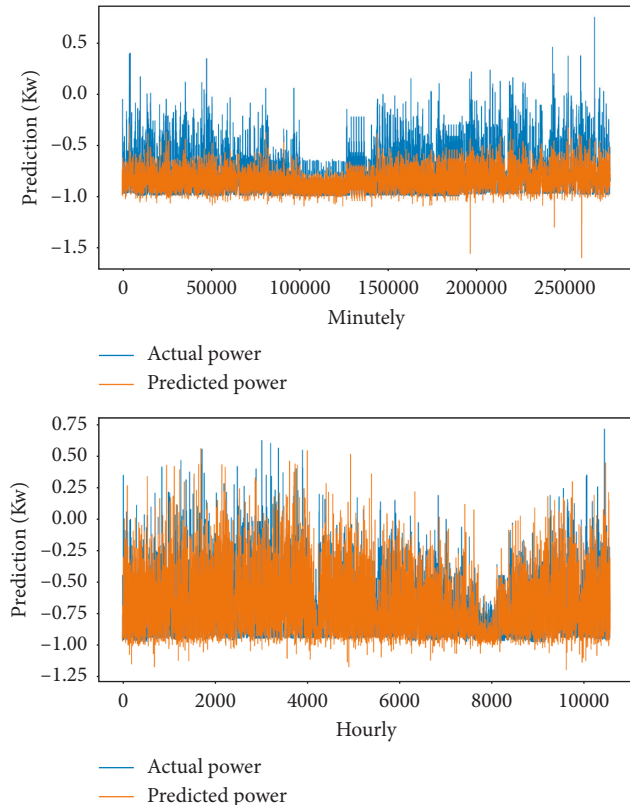 0.5
0.0
−0.5
−1.0
−1.5
Prediction (Kw)
0 50000 100000 150000 200000 250000
Minutely
Actual power
Predicted power
0.75
0.50
0.25
0.00
−0.25
−0.50
−0.75
−1.00
−1.25
Prediction (Kw)
0 2000 4000 6000 8000 10000
Hourly
Actual power
Predicted power